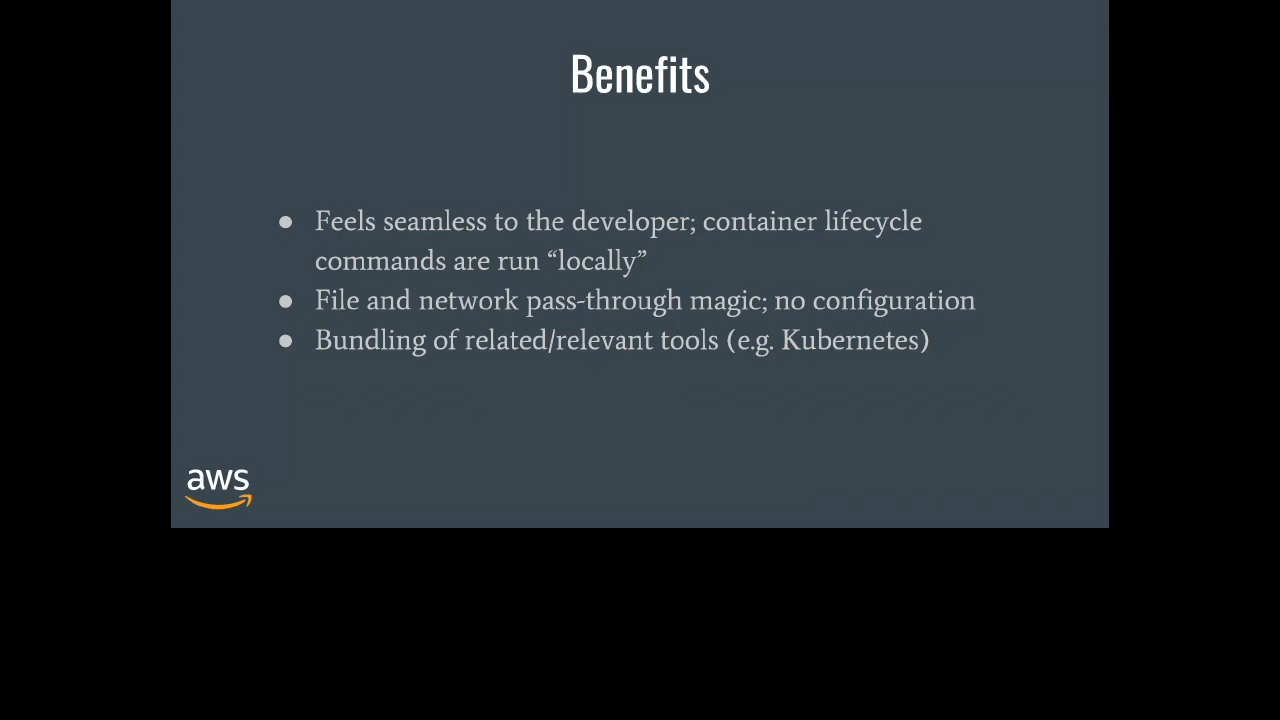 Benefits
● Feels seamless to the developer; container lifecycle
commands are run “locally”
● File and network pass-through magic; no configuration
● Bundling of related/relevant tools (e.g. Kubernetes)
aws